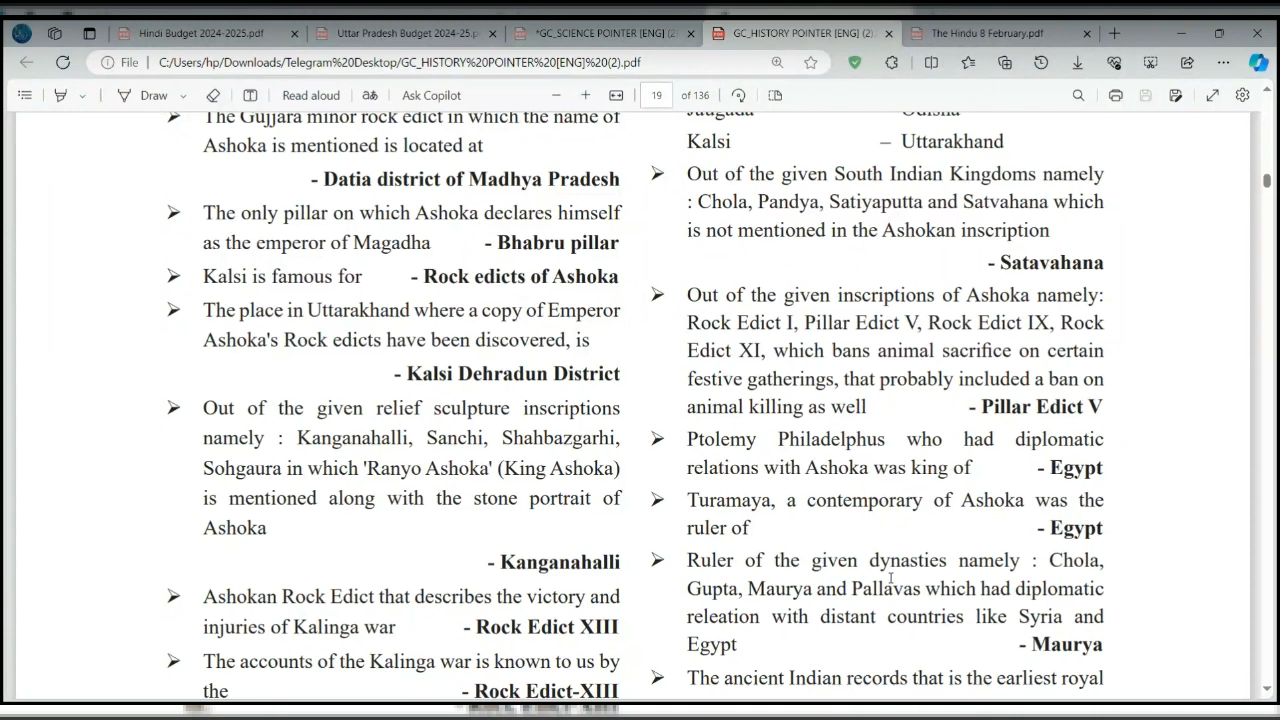 Hindi Budget 2024-2025.pdf
Uttar Pradesh Budget 2024-25.p
*GC_SCIENCE POINTER [ENG] (2)
GC_HISTORY POINTER [ENG] (2)
The Hindu 8 February.pdf
File
C:/Users/hp/Downloads/Telegram%20Desktop/GC_HISTORY%20POINTER%20[ENG]%20(2).pdf
Draw
Read aloud
Ask Copilot
19 of 136
➤ The Gujjara minor rock edict in which the name of
Ashoka is mentioned is located at
- Datia district of Madhya Pradesh
➤ The only pillar on which Ashoka declares himself
as the emperor of Magadha - Bhabru pillar
➤ Kalsi is famous for - Rock edicts of Ashoka
➤ The place in Uttarakhand where a copy of Emperor
Ashoka's Rock edicts have been discovered, is
- Kalsi Dehradun District
➤ Out of the given relief sculpture inscriptions
namely : Kanganahalli, Sanchi, Shahbazgarhi,
Sohgaura in which 'Ranyo Ashoka' (King Ashoka)
is mentioned along with the stone portrait of
Ashoka
- Kanganahalli
➤ Ashokan Rock Edict that describes the victory and
injuries of Kalinga war - Rock Edict XIII
➤ The accounts of the Kalinga war is known to us by
the - Rock Edict-XIII
Jaugada Odisha
Kalsi – Uttarakhand
➤ Out of the given South Indian Kingdoms namely
: Chola, Pandya, Satiyaputta and Satvahana which
is not mentioned in the Ashokan inscription
- Satavahana
➤ Out of the given inscriptions of Ashoka namely:
Rock Edict I, Pillar Edict V, Rock Edict IX, Rock
Edict XI, which bans animal sacrifice on certain
festive gatherings, that probably included a ban on
animal killing as well - Pillar Edict V
➤ Ptolemy Philadelphus who had diplomatic
relations with Ashoka was king of - Egypt
➤ Turamaya, a contemporary of Ashoka was the
ruler of - Egypt
➤ Ruler of the given dynasties namely : Chola,
Gupta, Maurya and Pallavas which had diplomatic
releation with distant countries like Syria and
Egypt - Maurya
➤ The ancient Indian records that is the earliest royal